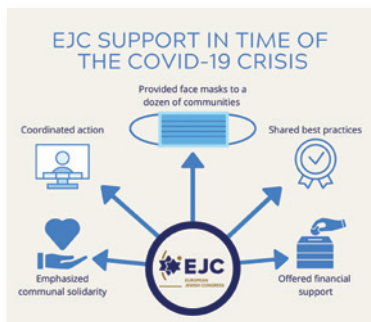 EJC SUPPORT IN TIME OF
THE COVID-19 CRISIS
Provided face masks to a
dozen of communities
Coordinated action
Shared best practices
EJC
EUROPEAN
JEWISH CONGRESS
Emphasized
communal solidarity
Offered financial
support